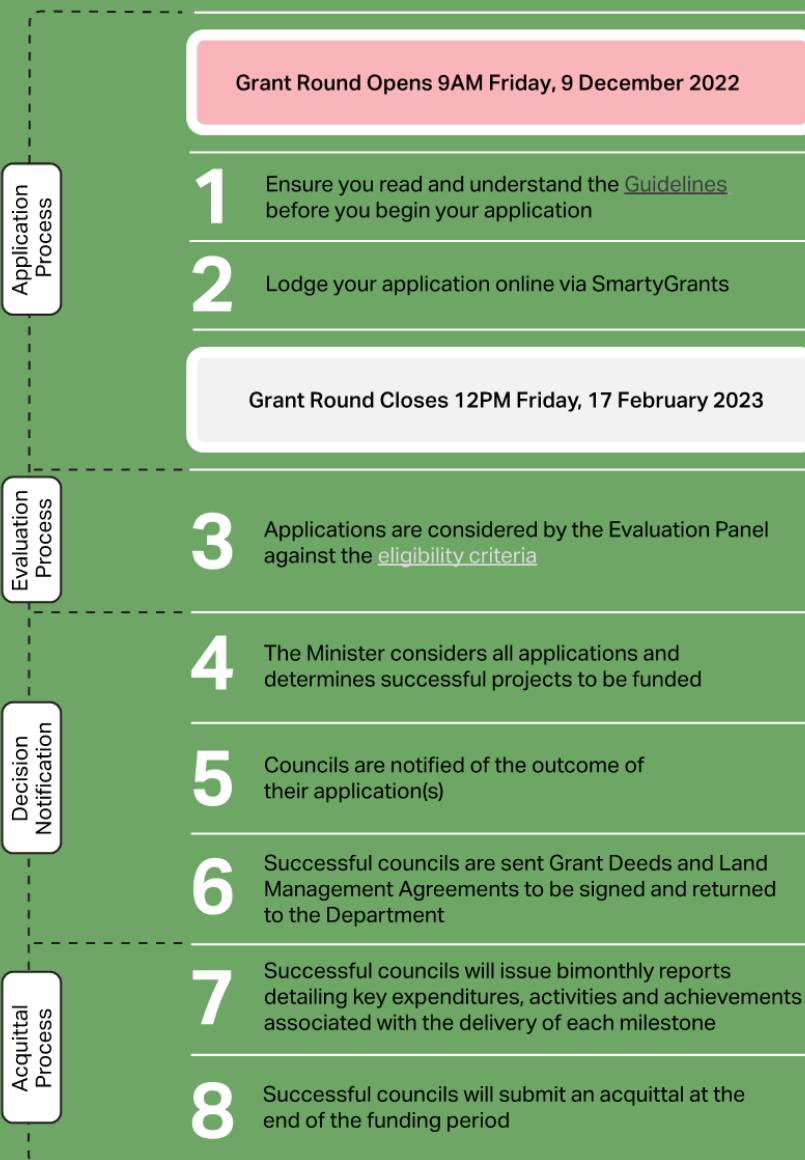 Grant Round Opens 9AM Friday, 9 December 2022
Application
Process
1
Ensure you read and understand the Guidelines
before you begin your application
2
Lodge your application online via SmartyGrants
Grant Round Closes 12PM Friday, 17 February 2023
Evaluation
Process
3
Applications are considered by the Evaluation Panel
against the eligibility criteria
Decision
Notification
4
The Minister considers all applications and
determines successful projects to be funded
5
Councils are notified of the outcome of
their application(s)
6
Successful councils are sent Grant Deeds and Land
Management Agreements to be signed and returned
to the Department
Acquittal
Process
7
Successful councils will issue bimonthly reports
detailing key expenditures, activities and achievements
associated with the delivery of each milestone
8
Successful councils will submit an acquittal at the
end of the funding period